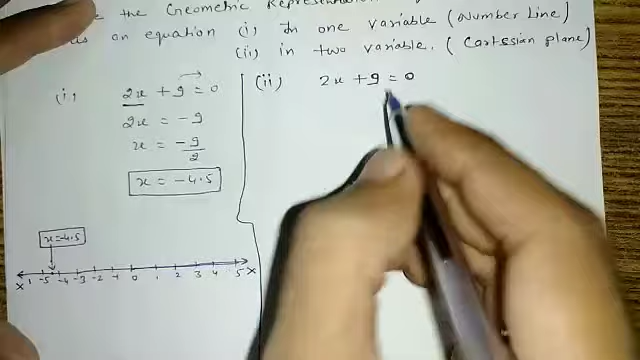 the Geometric Representation
as an equation (i) In one variable (Number Line)
(ii) in two variable. (Cartesian plane)
(i) 2x + 9 = 0
2x = -9
x = -9/2
x = -4.5
x=-4.5
X' -5 -4 -3 -2 -1 0 1 2 3 4 5 X
(ii) 2x + 9 = 0